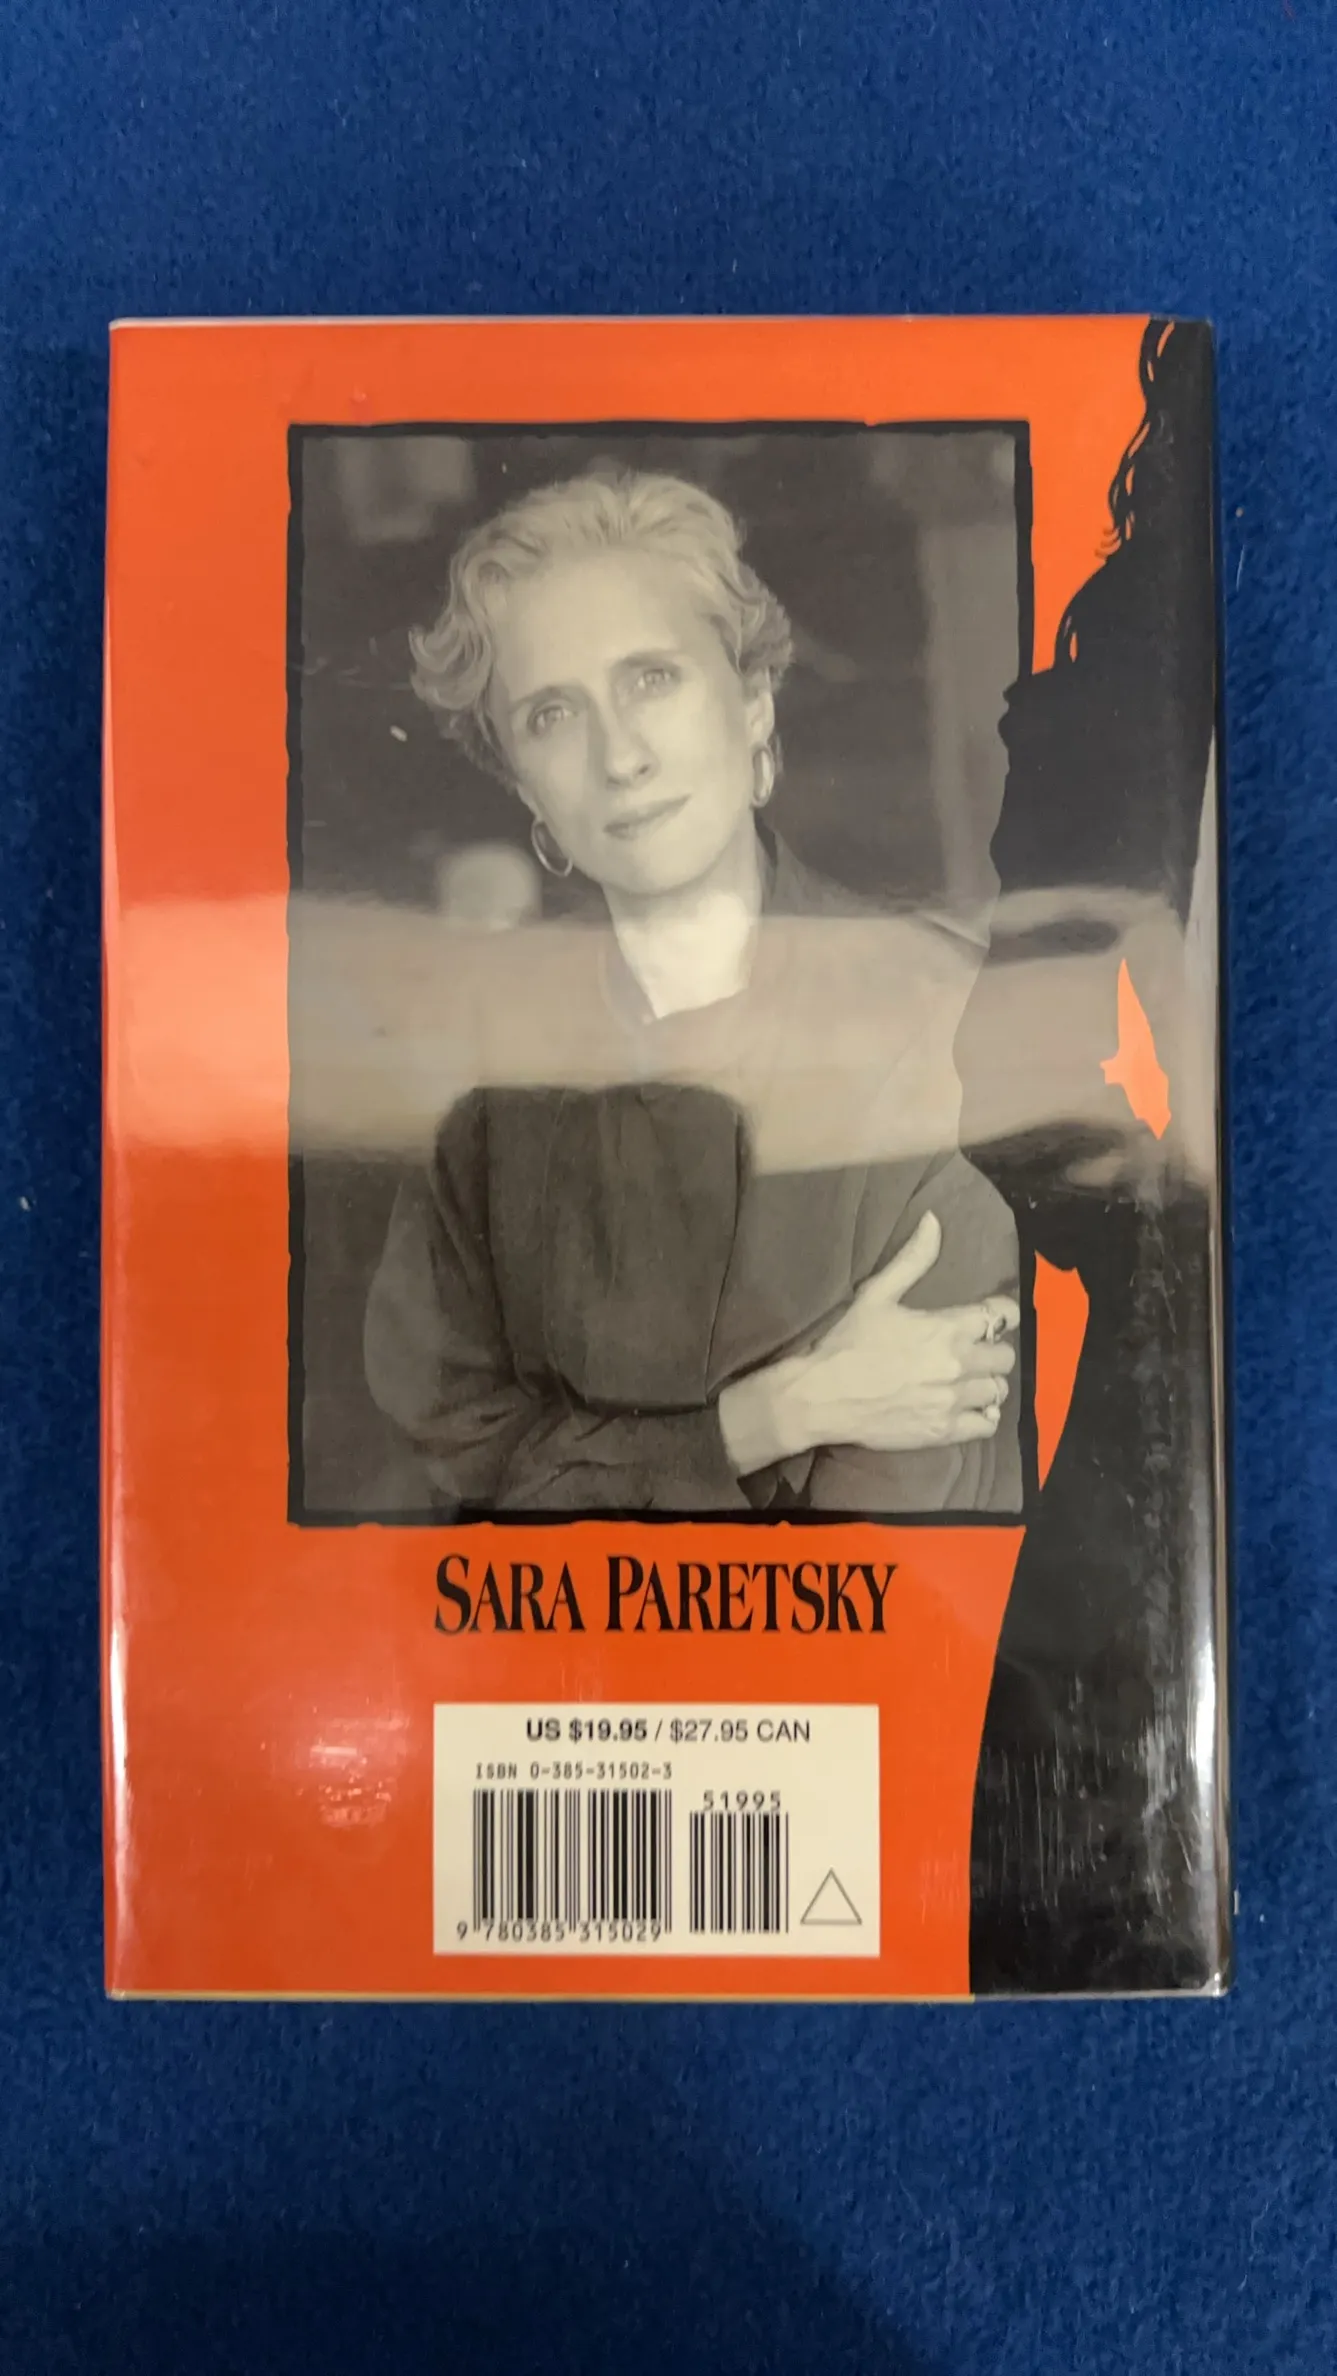 SARA PARETSKY
US $19.95 / $27.95 CAN
ISBN 0-385-31502-3
51995
9 780385 315029